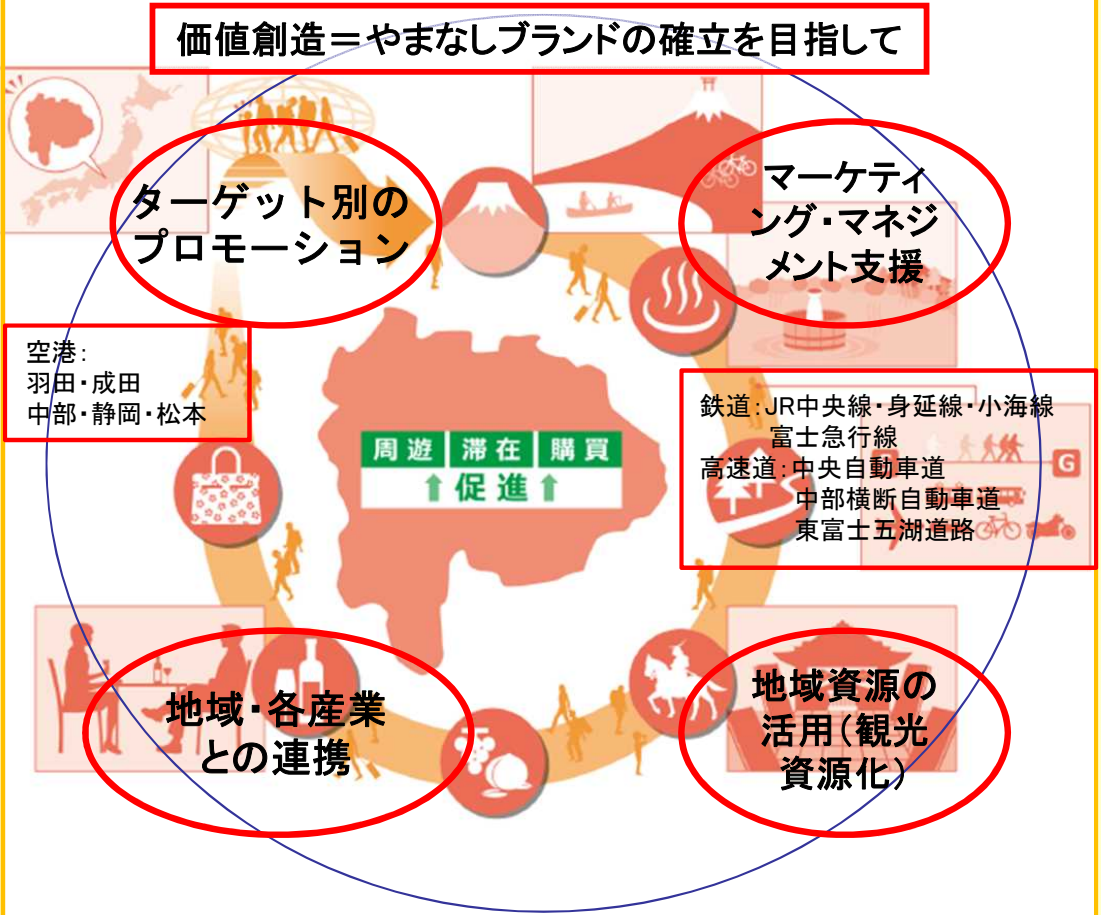 価値創造＝やまなしブランドの確立を目指して
ターゲット別の
プロモーション
マーケティ
ング・マネジ
メント支援
空港：
羽田・成田
中部・静岡・松本
鉄道：JR中央線・身延線・小海線
富士急行線
高速道：中央自動車道
中部横断自動車道
東富士五湖道路
G
周遊 滞在 購買
↑促進↑
地域・各産業
との連携
地域資源の
活用（観光
資源化）